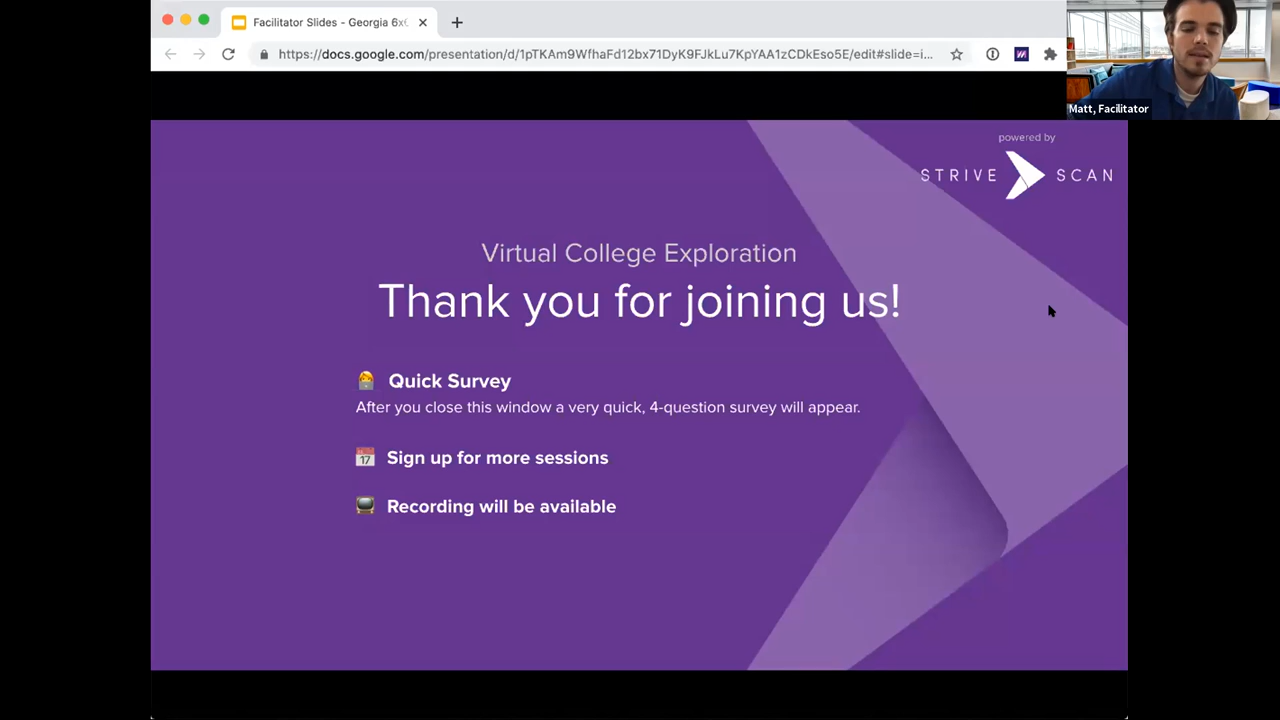 Facilitator Slides - Georgia 6x
https://docs.google.com/presentation/d/1pTKAm9WfhaFd12bx71DyK9FJkLu7KpYAA1zCDkEso5E/edit#slide=i...
Matt, Facilitator
powered by
STRIVE SCAN
Virtual College Exploration
Thank you for joining us!
Quick Survey
After you close this window a very quick, 4-question survey will appear.
17
Sign up for more sessions
Recording will be available